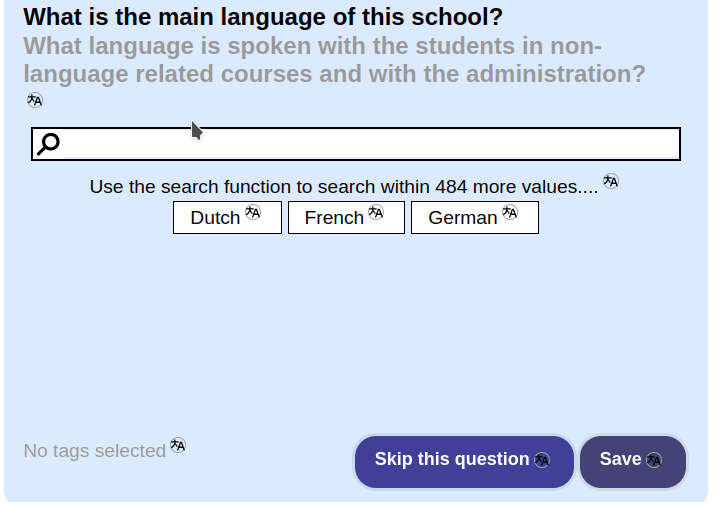 What is the main language of this school?
What language is spoken with the students in non-
language related courses and with the administration?
Use the search function to search within 484 more values....
Dutch French German
No tags selected
Skip this question Save